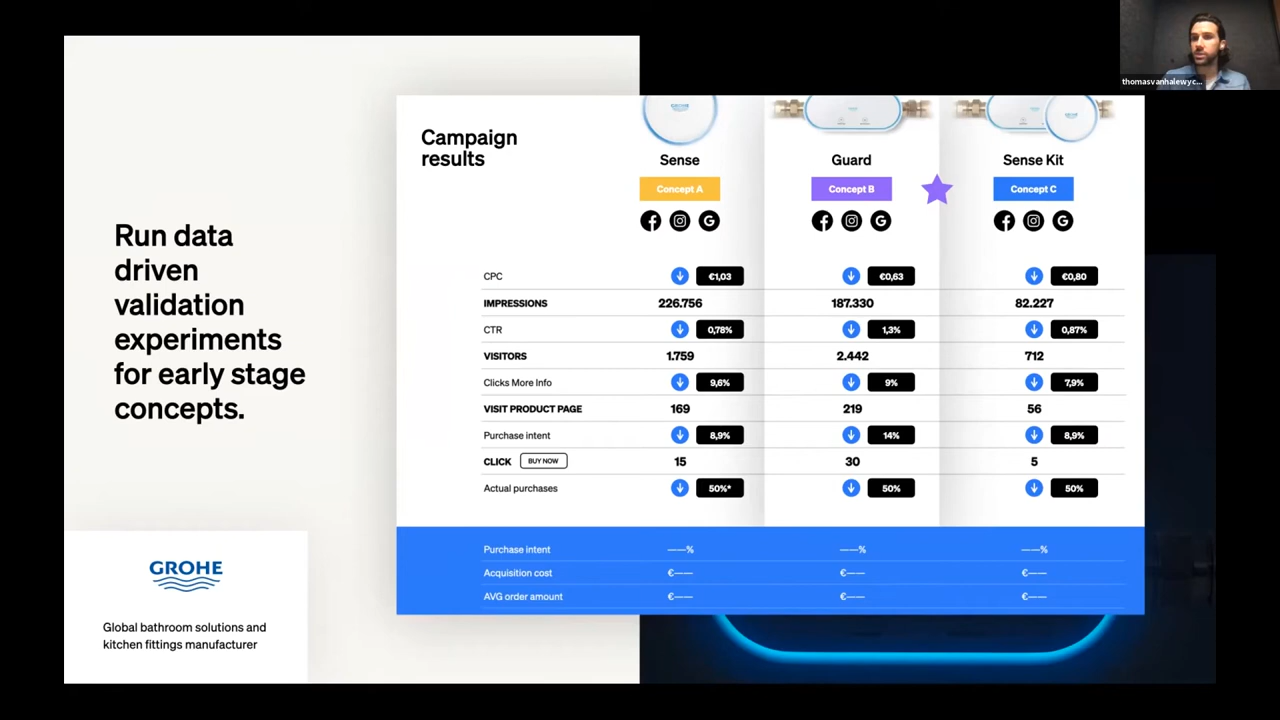 thomasvanhalewyc...
Run data
driven
validation
experiments
for early stage
concepts.
GROHE
Global bathroom solutions and
kitchen fittings manufacturer
Campaign
results
Sense Guard Sense Kit
Concept A Concept B Concept C
CPC €1,03 €0,63 €0,80
IMPRESSIONS 226.756 187.330 82.227
CTR 0,78% 1,3% 0,87%
VISITORS 1.759 2.442 712
Clicks More Info 9,6% 9% 7,9%
VISIT PRODUCT PAGE 169 219 56
Purchase intent 8,9% 14% 8,9%
CLICK BUY NOW 15 30 5
Actual purchases 50%* 50% 50%
Purchase intent ——% ——% ——%
Acquisition cost €—— €—— €——
AVG order amount €—— €—— €——